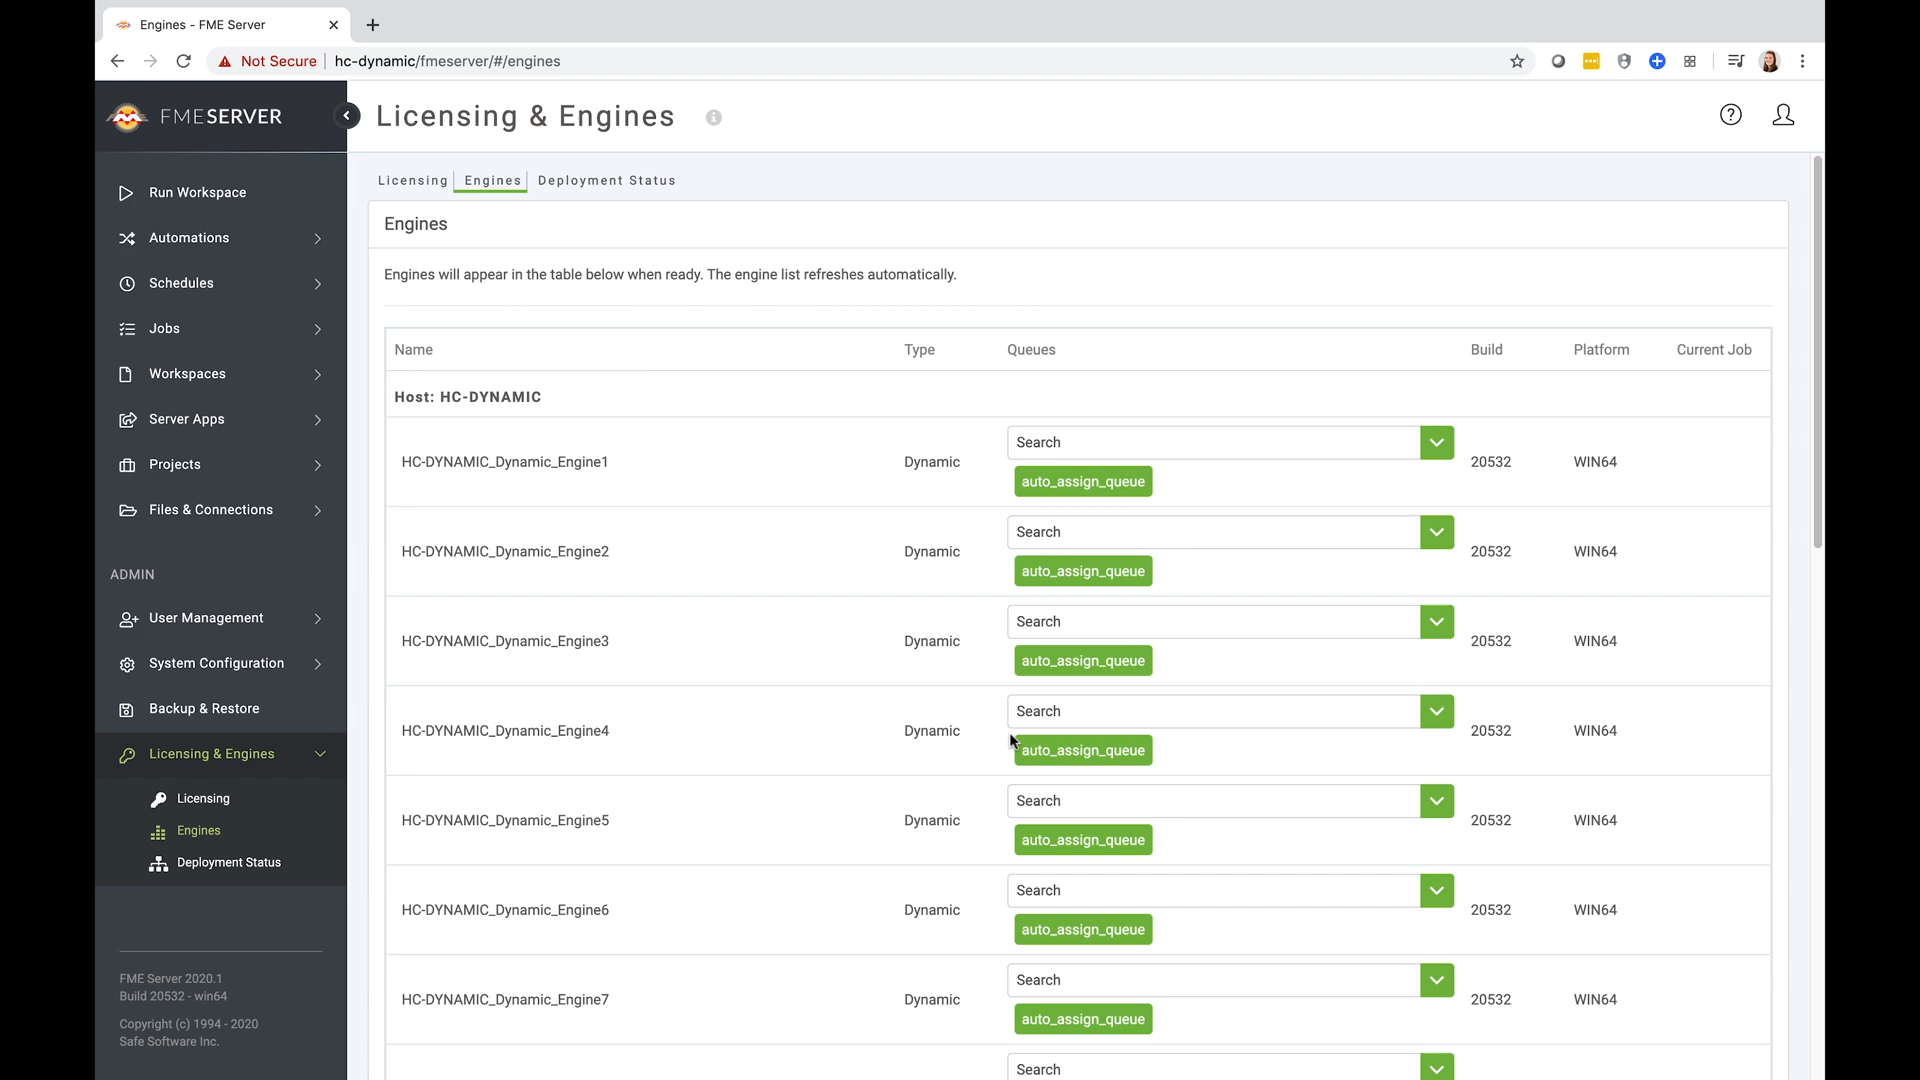 Engines - FME Server
Not Secure | hc-dynamic/fmeserver/#/engines
FMESERVER
Licensing & Engines
Run Workspace
Automations
Schedules
Jobs
Workspaces
Server Apps
Projects
Files & Connections
ADMIN
User Management
System Configuration
Backup & Restore
Licensing & Engines
Licensing
Engines
Deployment Status
FME Server 2020.1
Build 20532 - win64
Copyright (c) 1994 - 2020
Safe Software Inc.
Licensing Engines Deployment Status
Engines
Engines will appear in the table below when ready. The engine list refreshes automatically.
Name Type Queues Build Platform Current Job
Host: HC-DYNAMIC
Search
HC-DYNAMIC_Dynamic_Engine1 Dynamic 20532 WIN64
auto_assign_queue
Search
HC-DYNAMIC_Dynamic_Engine2 Dynamic 20532 WIN64
auto_assign_queue
Search
HC-DYNAMIC_Dynamic_Engine3 Dynamic 20532 WIN64
auto_assign_queue
Search
HC-DYNAMIC_Dynamic_Engine4 Dynamic 20532 WIN64
auto_assign_queue
Search
HC-DYNAMIC_Dynamic_Engine5 Dynamic 20532 WIN64
auto_assign_queue
Search
HC-DYNAMIC_Dynamic_Engine6 Dynamic 20532 WIN64
auto_assign_queue
Search
HC-DYNAMIC_Dynamic_Engine7 Dynamic 20532 WIN64
auto_assign_queue
Search